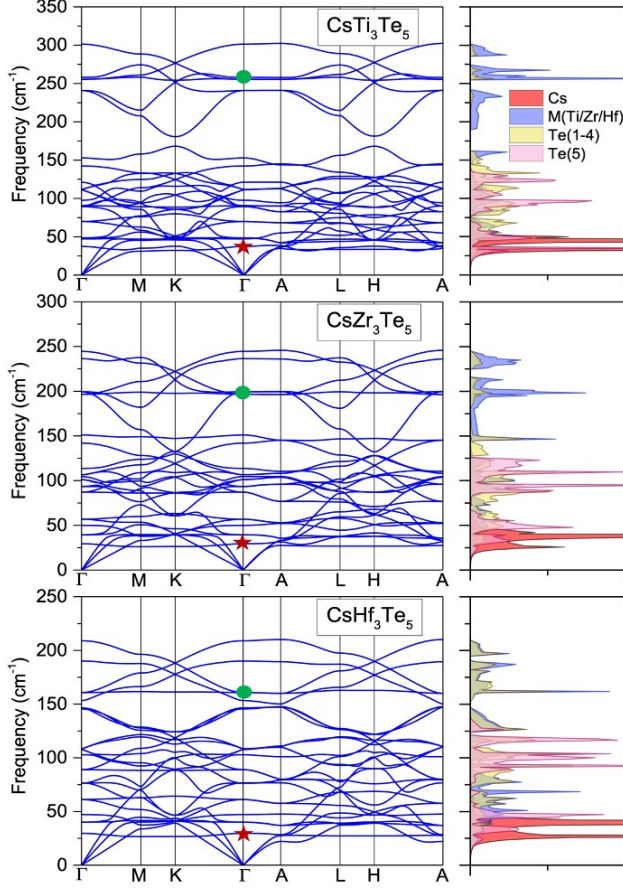 CsTi₃Te₅
Frequency (cm⁻¹)
350
300
250
200
150
100
50
0
Γ M K Γ A L H A
Cs
M(Ti/Zr/Hf)
Te(1-4)
Te(5)
CsZr₃Te₅
Frequency (cm⁻¹)
300
250
200
150
100
50
0
Γ M K Γ A L H A
CsHf₃Te₅
Frequency (cm⁻¹)
250
200
150
100
50
0
Γ M K Γ A L H A